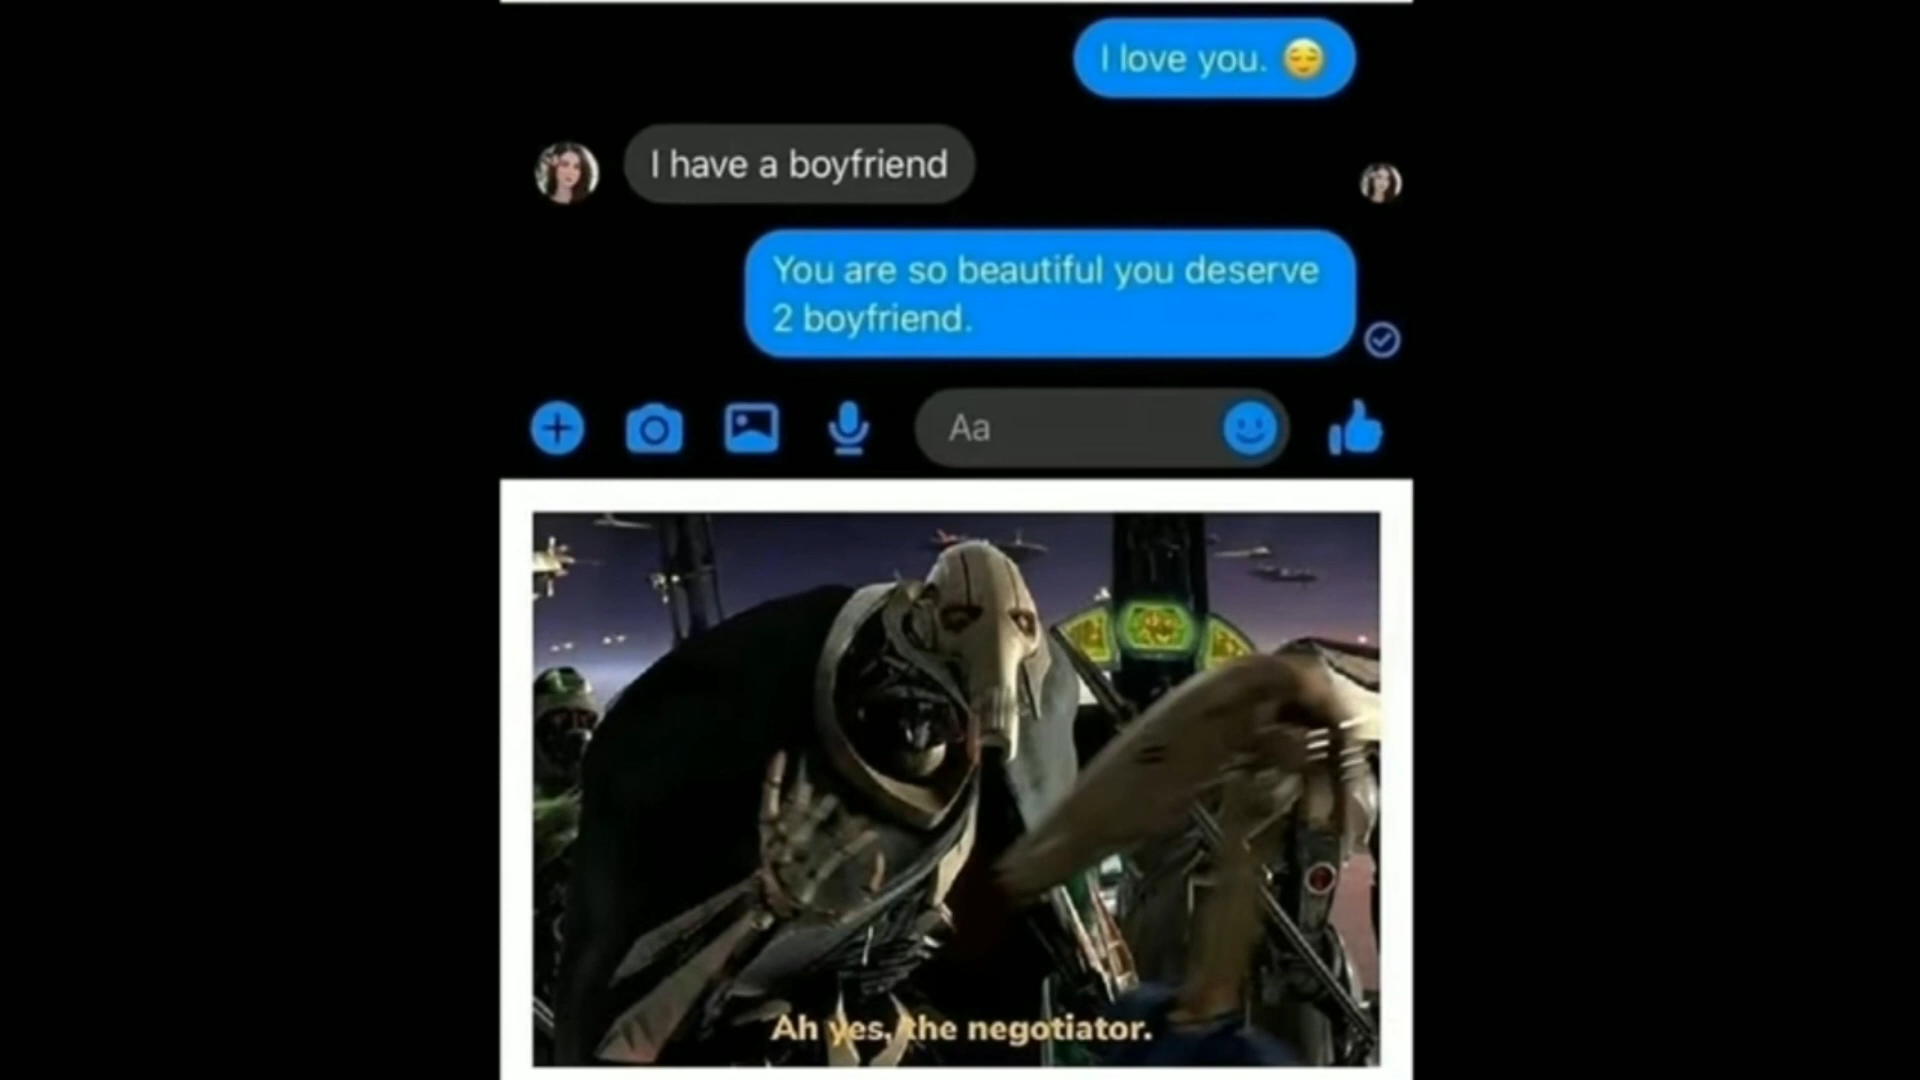 I love you. 😌
I have a boyfriend
You are so beautiful you deserve
2 boyfriend.
Aa
Ah yes, the negotiator.